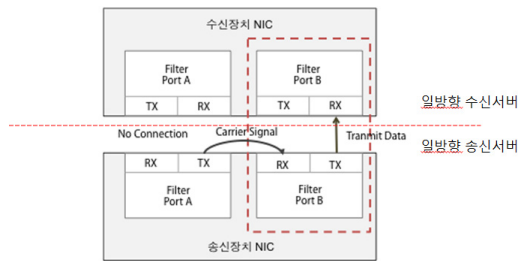 수신장치 NIC
Filter
Port A
Filter
Port B
TX
RX
TX
RX
일방향 수신서버
No Connection
Carrier Signal
Tranmit Data
일방향 송신서버
RX
TX
RX
TX
Filter
Port A
Filter
Port B
송신장치 NIC